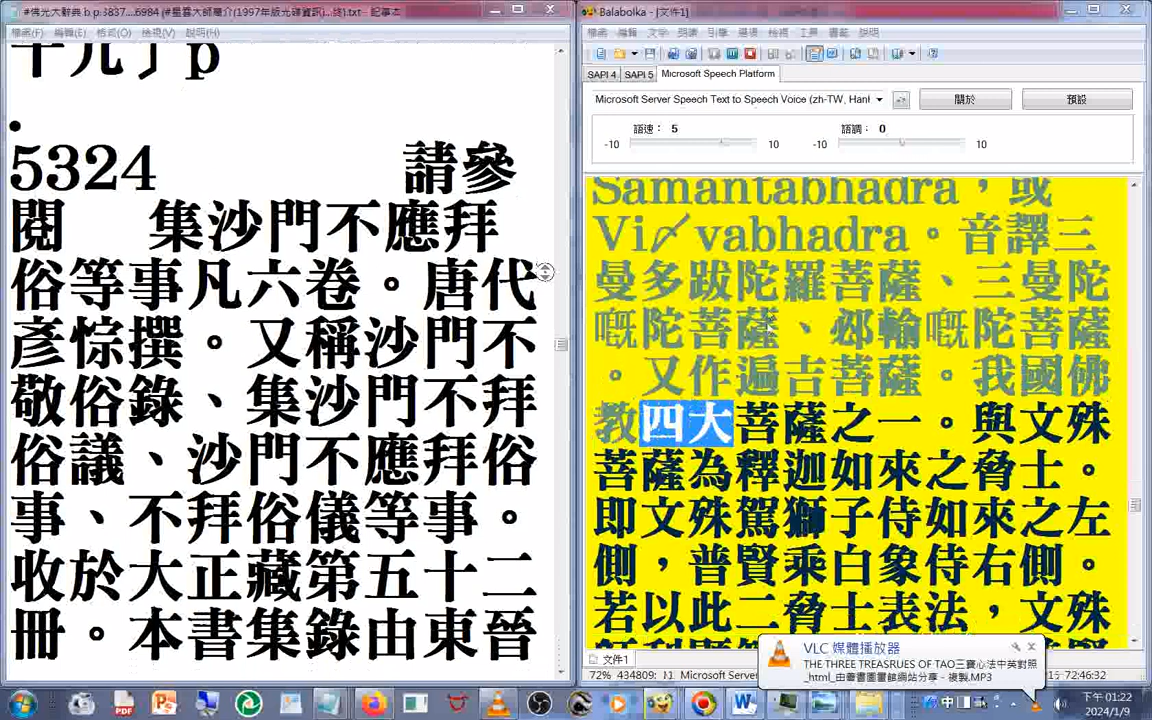 #佛光大辭典 b p.3837....6984 (#星雲大師簡介(1997年版光碟資訊)...終).txt - 記事本
檔案(F) 編輯(E) 格式(O) 檢視(V) 說明(H)
十九」p
.
5324 請參
閱 集沙門不應拜
俗等事凡六卷。唐代
彥悰撰。又稱沙門不
敬俗錄、集沙門不拜
俗議、沙門不應拜俗
事、不拜俗儀等事。
收於大正藏第五十二
冊。本書集錄由東晉
Balabolka - [文件1]
檔案 編輯 文字 朗讀 引擎 選項 檢視 工具 書籤 說明
SAPI 4 SAPI 5 Microsoft Speech Platform
Microsoft Server Speech Text to Speech Voice (zh-TW, Han
關於 預設
語速： 5 語調： 0
-10 10 -10 10
Samantabhadra，或
Vi〆vabhadra。音譯三
曼多跋陀羅菩薩、三曼陀
嘅陀菩薩、邲輸嘅陀菩薩
。又作遍吉菩薩。我國佛
教四大菩薩之一。與文殊
菩薩為釋迦如來之脅士。
即文殊駕獅子侍如來之左
側，普賢乘白象侍右側。
若以此二脅士表法，文殊
文件1
72% 434809: 11 Microsoft Server 72:46:32
VLC 媒體播放器
THE THREE TREASRUES OF TAO三寶心法中英對照
_html_由善書圖書館網站分享 - 複製.MP3
下午 01:22
2024/1/9